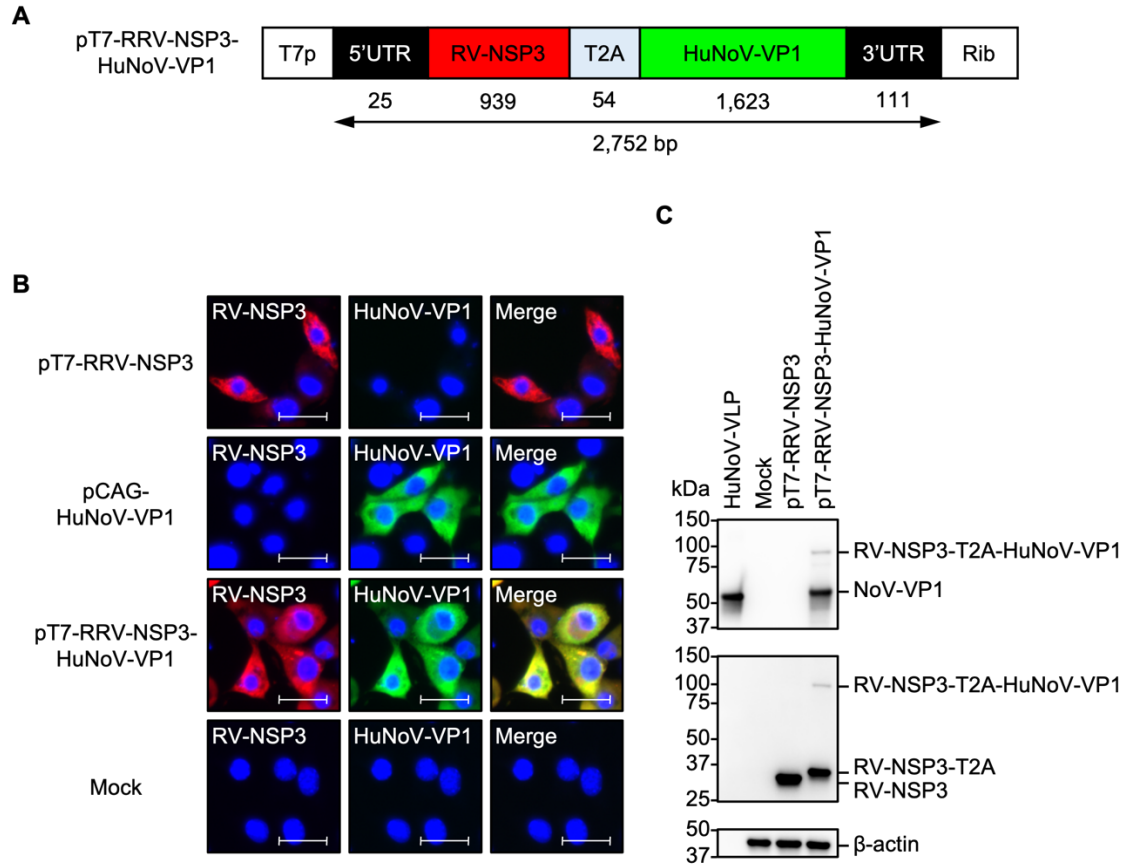 A
pT7-RRV-NSP3-
HuNoV-VP1
T7p
5’UTR
RV-NSP3
T2A
HuNoV-VP1
3’UTR
Rib
25
939
54
1,623
111
2,752 bp
B
RV-NSP3
HuNoV-VP1
Merge
pT7-RRV-NSP3
RV-NSP3
HuNoV-VP1
Merge
pCAG-
HuNoV-VP1
RV-NSP3
HuNoV-VP1
Merge
pT7-RRV-NSP3-
HuNoV-VP1
RV-NSP3
HuNoV-VP1
Merge
Mock
C
HuNoV-VLP
Mock
pT7-RRV-NSP3
pT7-RRV-NSP3-HuNoV-VP1
kDa
150
100
75
50
37
RV-NSP3-T2A-HuNoV-VP1
NoV-VP1
150
100
75
50
37
25
RV-NSP3-T2A-HuNoV-VP1
RV-NSP3-T2A
RV-NSP3
50
37
β-actin